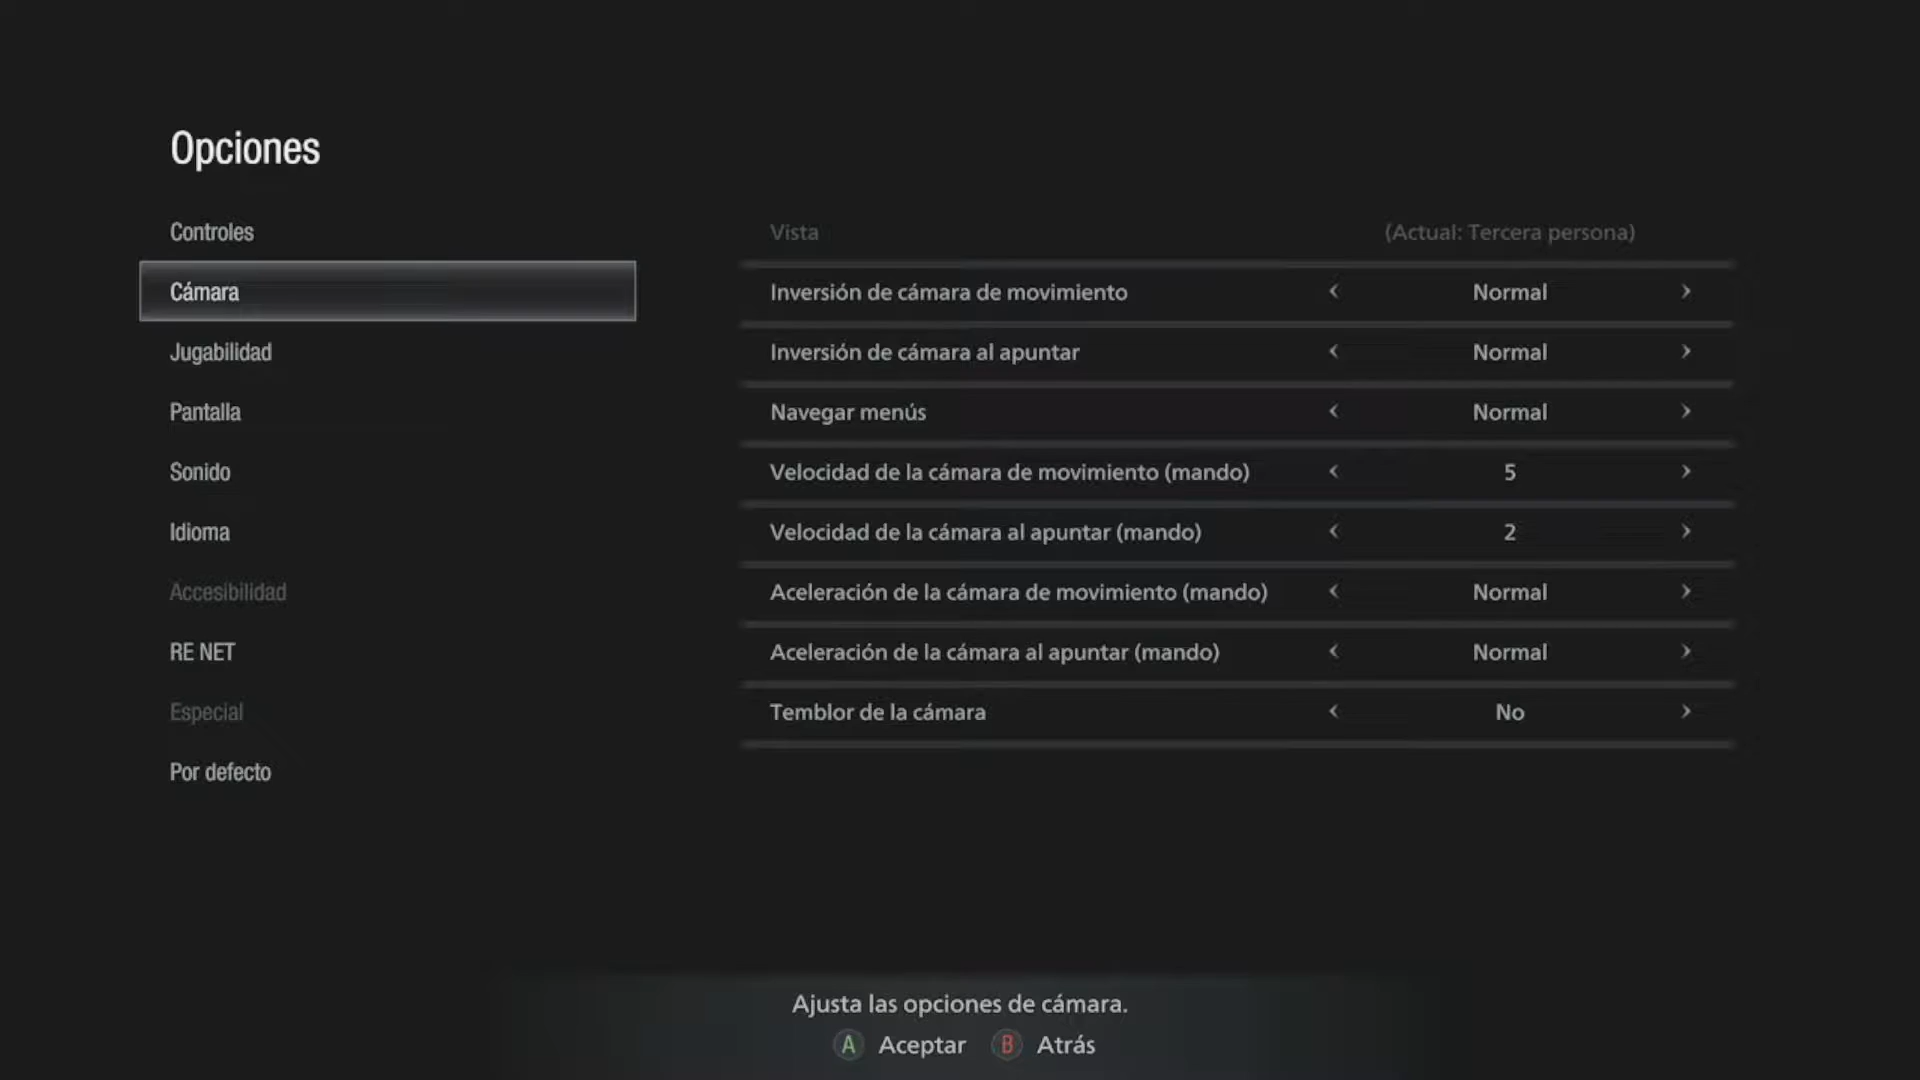 Opciones
Controles
Cámara
Jugabilidad
Pantalla
Sonido
Idioma
Accesibilidad
RE NET
Especial
Por defecto
Vista (Actual: Tercera persona)
Inversión de cámara de movimiento Normal
Inversión de cámara al apuntar Normal
Navegar menús Normal
Velocidad de la cámara de movimiento (mando) 5
Velocidad de la cámara al apuntar (mando) 2
Aceleración de la cámara de movimiento (mando) Normal
Aceleración de la cámara al apuntar (mando) Normal
Temblor de la cámara No
Ajusta las opciones de cámara.
A Aceptar B Atrás